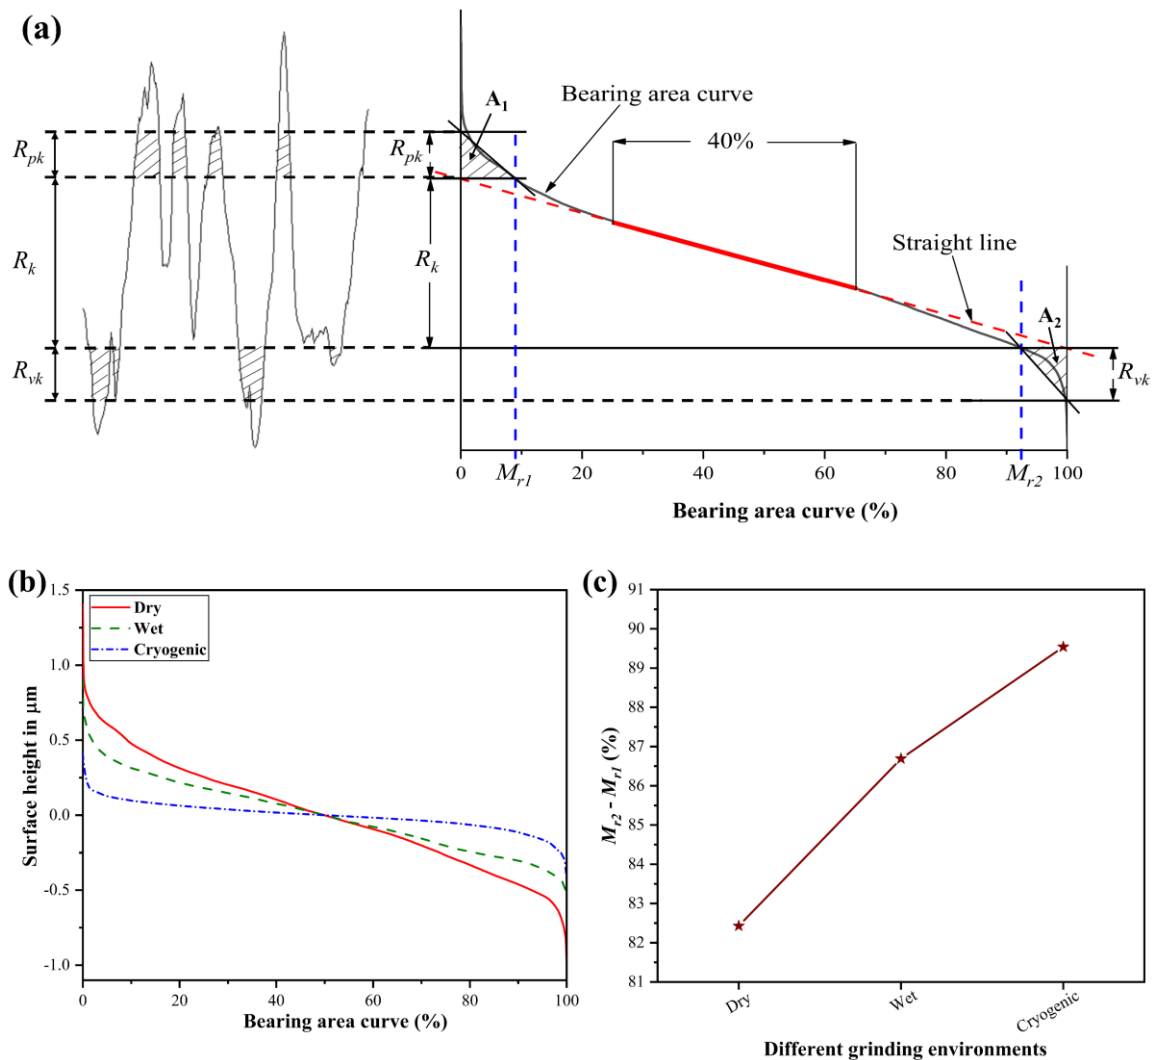 (a)
A1
Bearing area curve
40%
Rpk
Rpk
Rk
Rk
Straight line
A2
Rvk
Rvk
0 Mr1 20 40 60 80 Mr2 100
Bearing area curve (%)
(b)
1.5
1.0
0.5
0.0
-0.5
-1.0
Surface height in μm
Dry
Wet
Cryogenic
0 20 40 60 80 100
Bearing area curve (%)
(c)
91
90
89
88
87
86
85
84
83
82
81
Mr2 - Mr1 (%)
Dry Wet Cryogenic
Different grinding environments